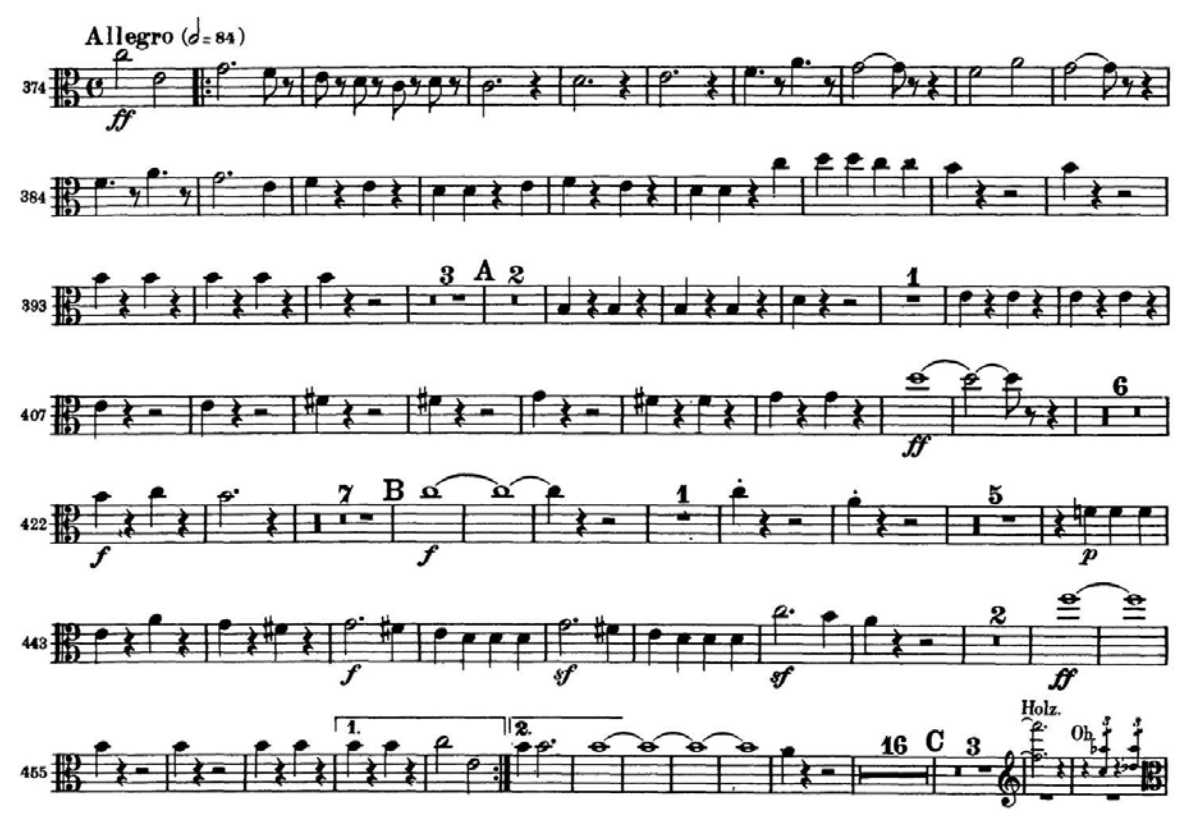 Allegro (𝅗𝅥=84)
374
ff
384
3 A 2 1
393
407
6
ff
7 B 1 5
422
f f p
443
2
f sf sf ff
Holz.
1. 2. Ob. 3 3
455
16 C 3